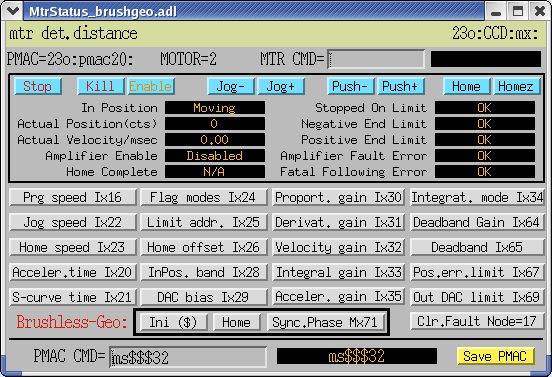 MtrStatus_brushgeo.adl
mtr det.distance 23o:CCD:mx:
PMAC=23o:pmac20: MOTOR=2 MTR CMD=
Stop Kill Enable Jog- Jog+ Push- Push+ Home Homez
In Position Moving Stopped On Limit OK
Actual Position(cts) 0 Negative End Limit OK
Actual Velocity/msec 0.00 Positive End Limit OK
Amplifier Enable Disabled Amplifier Fault Error OK
Home Complete N/A Fatal Following Error OK
Prg speed Ix16 Flag modes Ix24 Proport. gain Ix30 Integrat. mode Ix34
Jog speed Ix22 Limit addr. Ix25 Derivat. gain Ix31 Deadband Gain Ix64
Home speed Ix23 Home offset Ix26 Velocity gain Ix32 Deadband Ix65
Acceler.time Ix20 InPos. band Ix28 Integral gain Ix33 Pos.err.limit Ix67
S-curve time Ix21 DAC bias Ix29 Acceler. gain Ix35 Out DAC limit Ix69
Brushless-Geo: Ini ($) Home Sync.Phase Mx71 Clr.Fault Node=17
PMAC CMD= ms$$$32 ms$$$32 Save PMAC